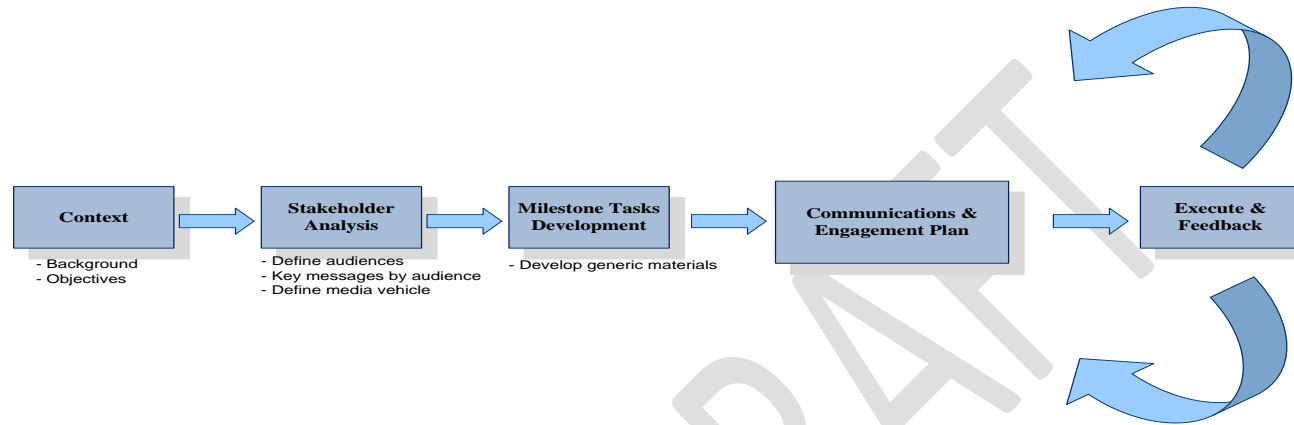 Context
- Background
- Objectives
Stakeholder
Analysis
- Define audiences
- Key messages by audience
- Define media vehicle
Milestone Tasks
Development
- Develop generic materials
Communications &
Engagement Plan
Execute &
Feedback
DRAFT